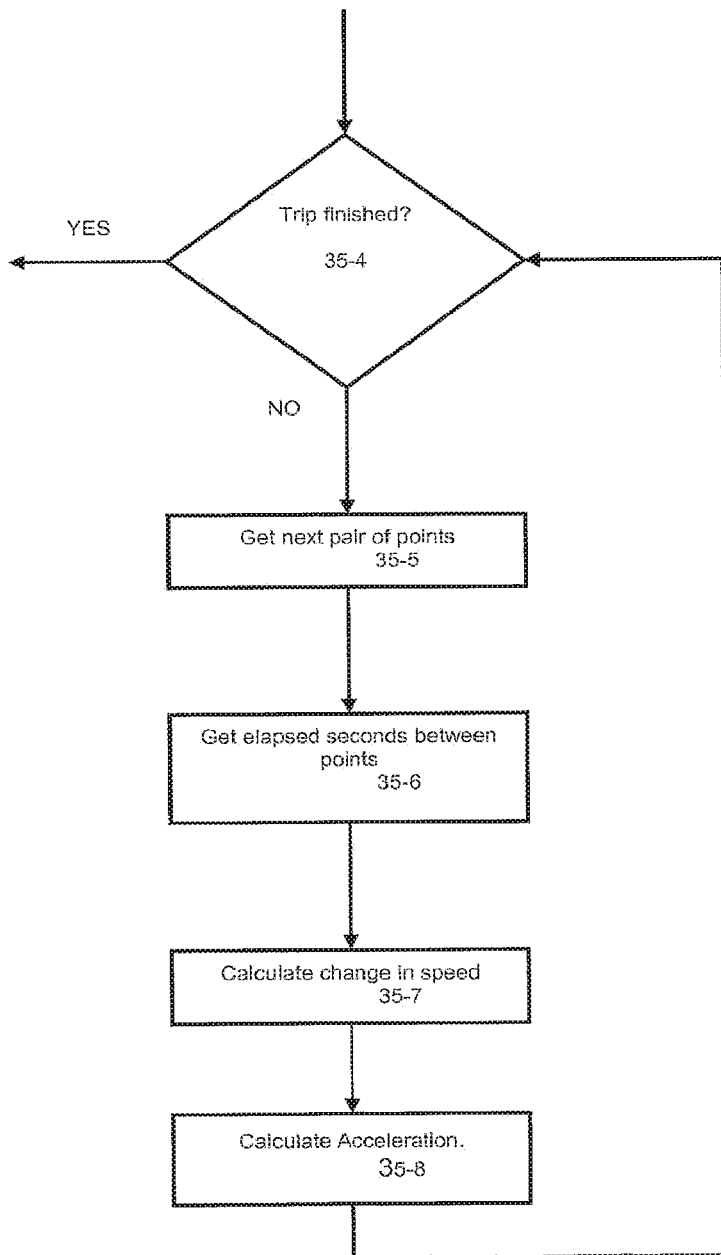 Trip finished?
35-4
YES
NO
Get next pair of points
35-5
Get elapsed seconds between
points
35-6
Calculate change in speed
35-7
Calculate Acceleration.
35-8